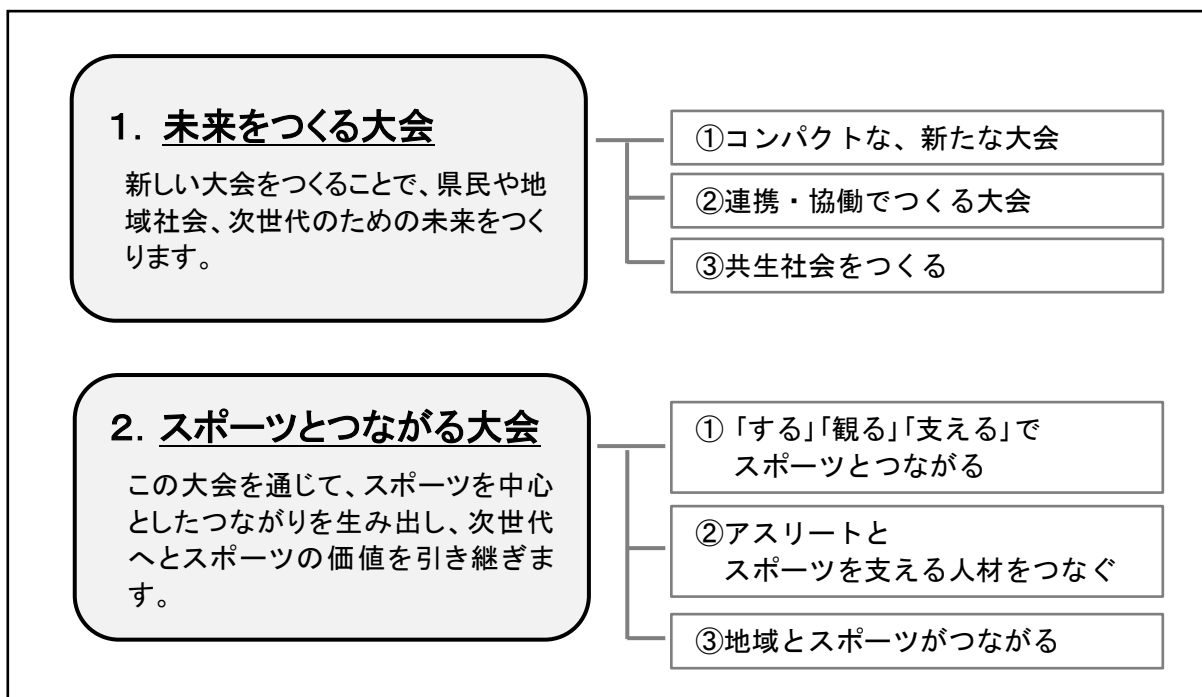 1. 未来をつくる大会
新しい大会をつくることで、県民や地
域社会、次世代のための未来をつく
ります。
①コンパクトな、新たな大会
②連携・協働でつくる大会
③共生社会をつくる
2. スポーツとつながる大会
この大会を通じて、スポーツを中心
としたつながりを生み出し、次世代
へとスポーツの価値を引き継ぎま
す。
①「する」「観る」「支える」で
スポーツとつながる
②アスリートと
スポーツを支える人材をつなぐ
③地域とスポーツがつながる